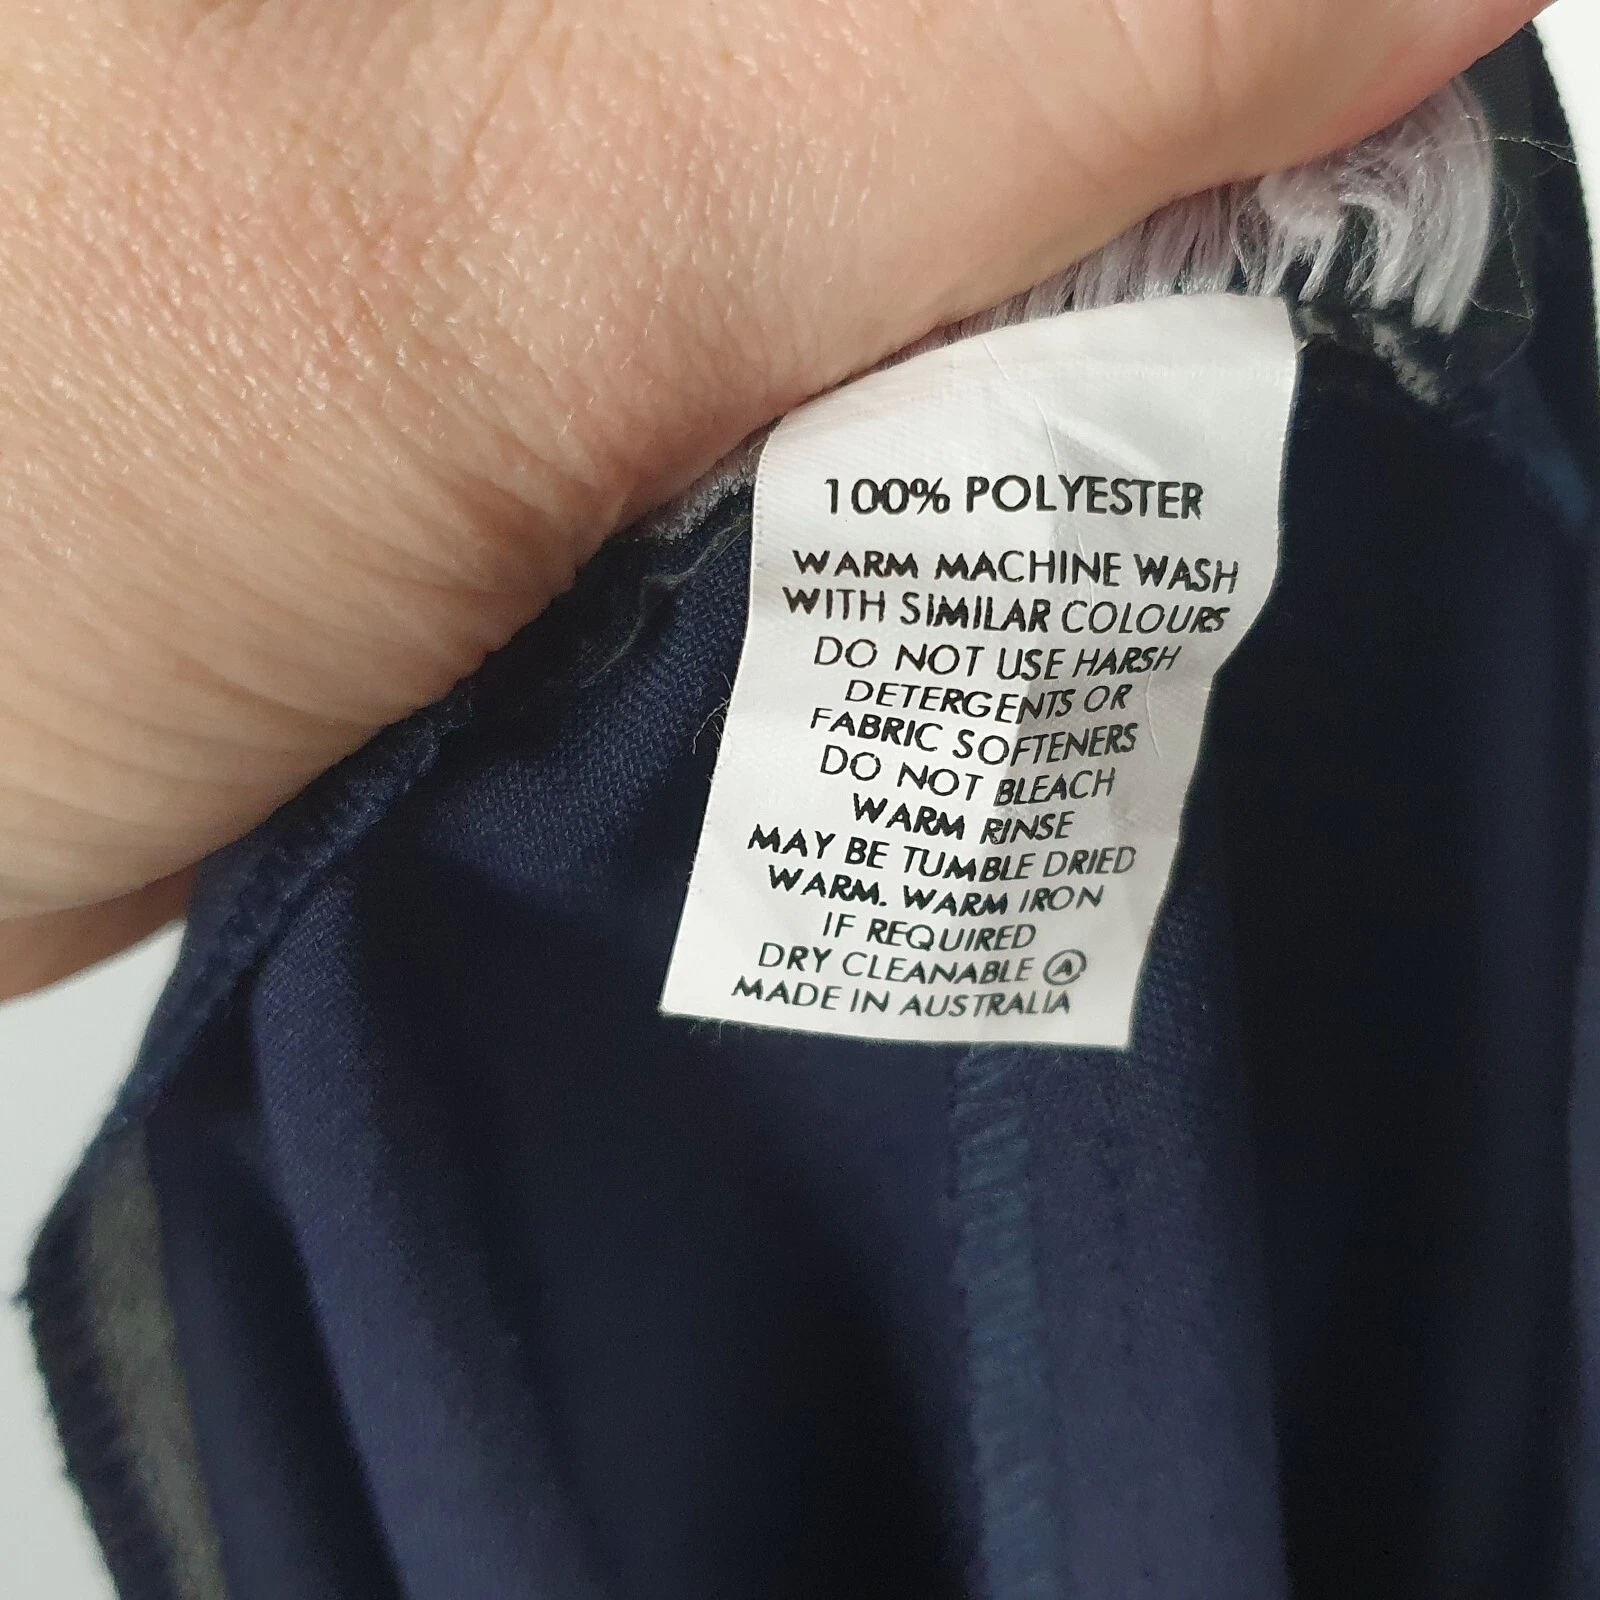 100% POLYESTER
WARM MACHINE WASH
WITH SIMILAR COLOURS
DO NOT USE HARSH
DETERGENTS OR
FABRIC SOFTENERS
DO NOT BLEACH
WARM RINSE
MAY BE TUMBLE DRIED
WARM. WARM IRON
IF REQUIRED
DRY CLEANABLE Ⓐ
MADE IN AUSTRALIA